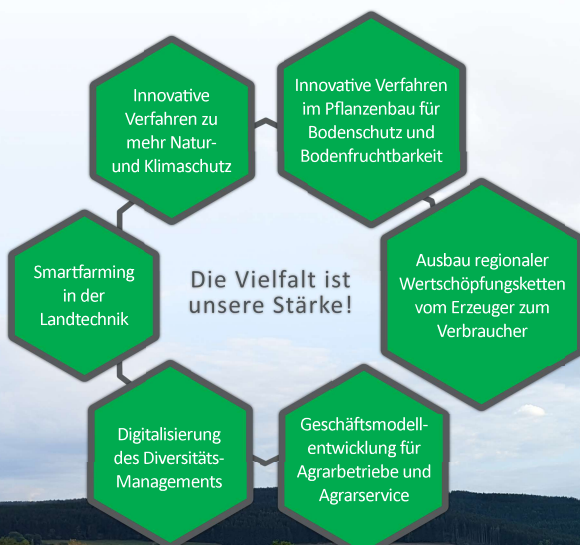 Innovative
Verfahren zu
mehr Natur-
und Klimaschutz
Innovative Verfahren
im Pflanzenbau für
Bodenschutz und
Bodenfruchtbarkeit
Ausbau regionaler
Wertschöpfungsketten
vom Erzeuger zum
Verbraucher
Smartfarming
in der
Landtechnik
Die Vielfalt ist
unsere Stärke!
Digitalisierung
des Diversitäts-
Managements
Geschäftsmodell-
entwicklung für
Agrarbetriebe und
Agrarservice